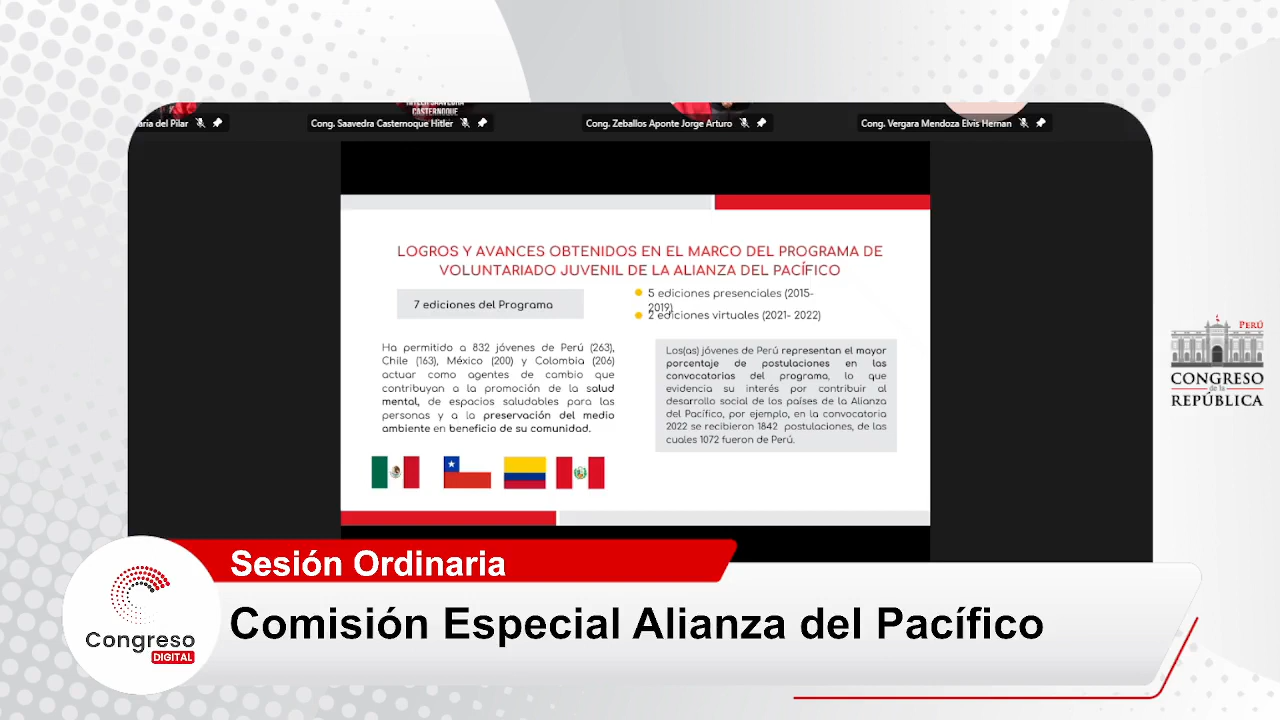 aría del Pilar
Cong. Saavedra Casternoque Hitler
Cong. Zeballos Aponte Jorge Arturo
Cong. Vergara Mendoza Elvis Hernan
CASTERNOQUE
LOGROS Y AVANCES OBTENIDOS EN EL MARCO DEL PROGRAMA DE
VOLUNTARIADO JUVENIL DE LA ALIANZA DEL PACÍFICO
7 ediciones del Programa
5 ediciones presenciales (2015-
2019)
2 ediciones virtuales (2021- 2022)
Ha permitido a 832 jóvenes de Perú (263),
Chile (163), México (200) y Colombia (206)
actuar como agentes de cambio que
contribuyan a la promoción de la salud
mental, de espacios saludables para las
personas y a la preservación del medio
ambiente en beneficio de su comunidad.
Los(as) jóvenes de Perú representan el mayor
porcentaje de postulaciones en las
convocatorias del programa, lo que
evidencia su interés por contribuir al
desarrollo social de los países de la Alianza
del Pacífico, por ejemplo, en la convocatoria
2022 se recibieron 1842 postulaciones, de las
cuales 1072 fueron de Perú.
PERÚ
CONGRESO
de la
REPÚBLICA
Sesión Ordinaria
Comisión Especial Alianza del Pacífico
Congreso
DIGITAL